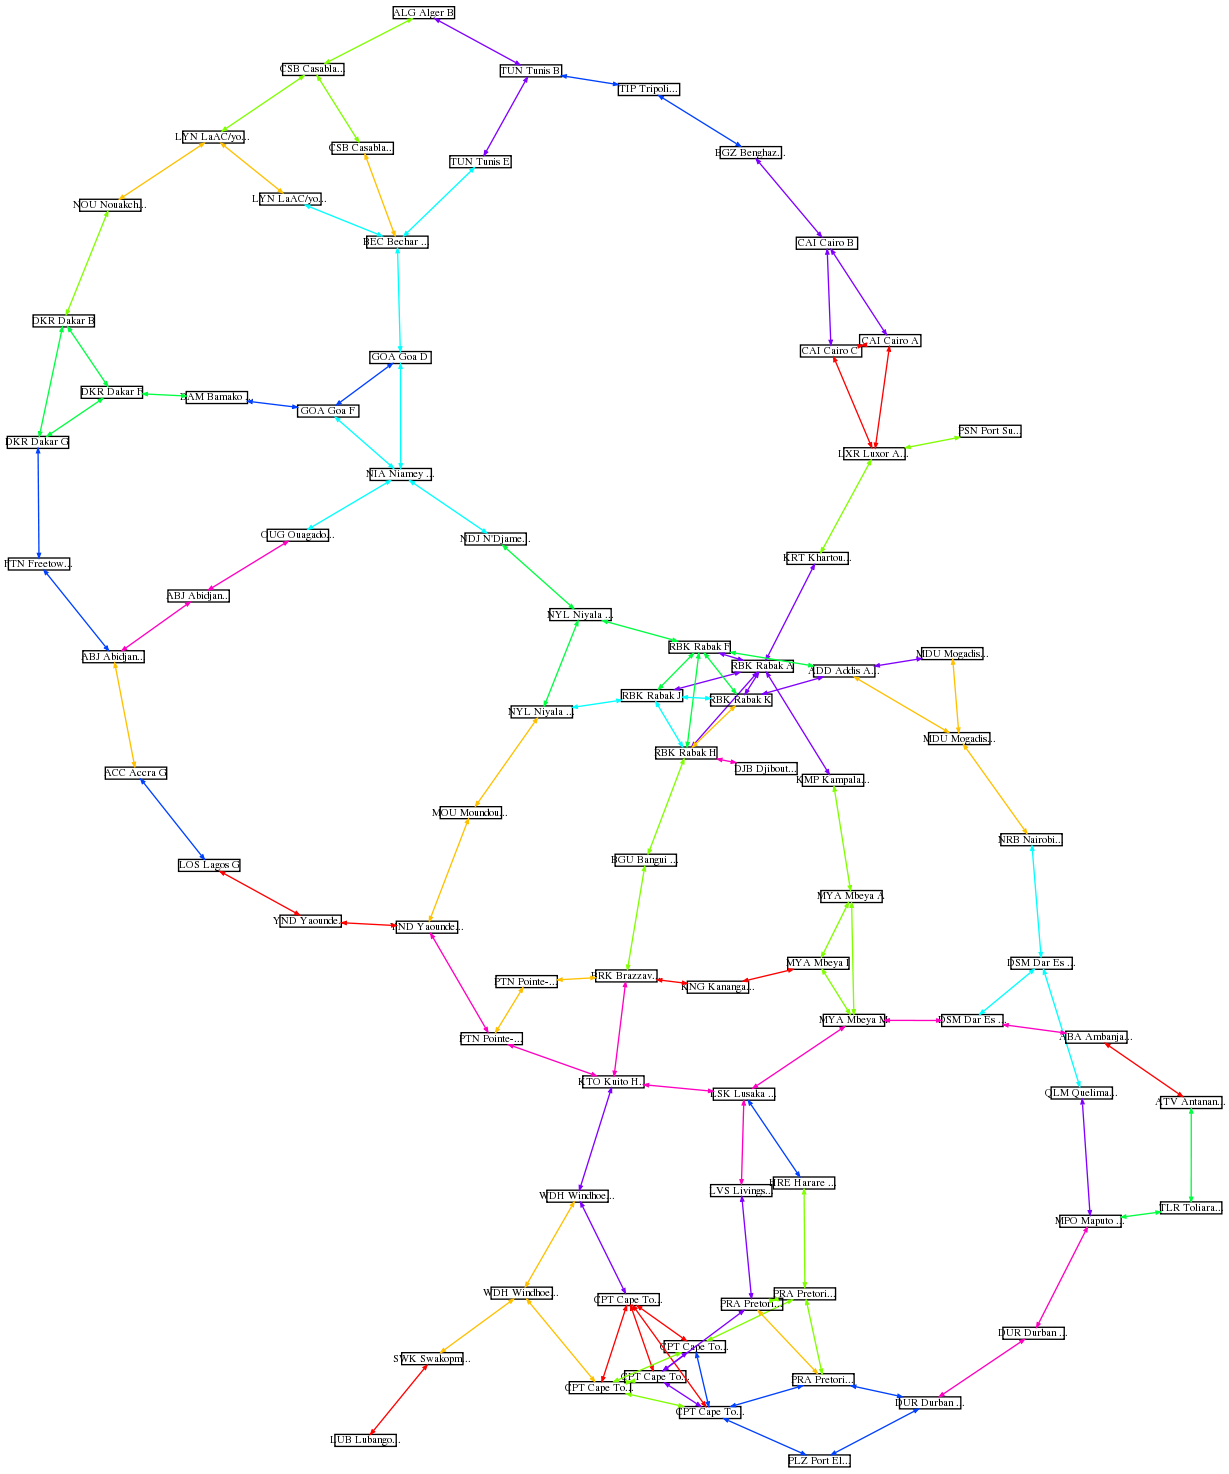 ALG Alger B
CSB Casabla...
TUN Tunis B
TIP Tripoli...
LYN LaAC/yo...
CSB Casabla...
BGZ Benghaz...
TUN Tunis E
LYN LaAC/yo...
NOU Nouakch...
BEC Bechar ...
CAI Cairo B
DKR Dakar B
CAI Cairo A
CAI Cairo C
GOA Goa D
DKR Dakar F
BAM Bamako ...
GOA Goa F
PSN Port Su...
DKR Dakar G
LXR Luxor A...
NIA Niamey ...
OUG Ouagado...
NDJ N'Djame...
KRT Khartou...
FTN Freetow...
ABJ Abidjan...
NYL Niyala ...
RBK Rabak F
MDU Mogadis...
ABJ Abidjan...
RBK Rabak A
ADD Addis A...
RBK Rabak J
RBK Rabak K
NYL Niyala ...
MDU Mogadis...
RBK Rabak H
DJB Djibout...
ACC Accra G
KMP Kampala...
MOU Moundou...
NRB Nairobi...
BGU Bangui ...
LOS Lagos G
MYA Mbeya A
YND Yaounde...
YND Yaounde...
MYA Mbeya I
DSM Dar Es ...
BRK Brazzav...
PTN Pointe-...
KNG Kananga...
MYA Mbeya M
DSM Dar Es ...
PTN Pointe-...
ABA Ambanja...
KTO Kuito H...
LSK Lusaka ...
QLM Quelima...
ATV Antanan...
HRE Harare ...
LVS Livings...
WDH Windhoe...
TLR Toliara...
MPO Maputo ...
WDH Windhoe...
PRA Pretori...
CPT Cape To...
PRA Pretori...
DUR Durban ...
CPT Cape To...
SWK Swakopm...
CPT Cape To...
PRA Pretori...
CPT Cape To...
DUR Durban ...
CPT Cape To...
LUB Lubango...
PLZ Port El...